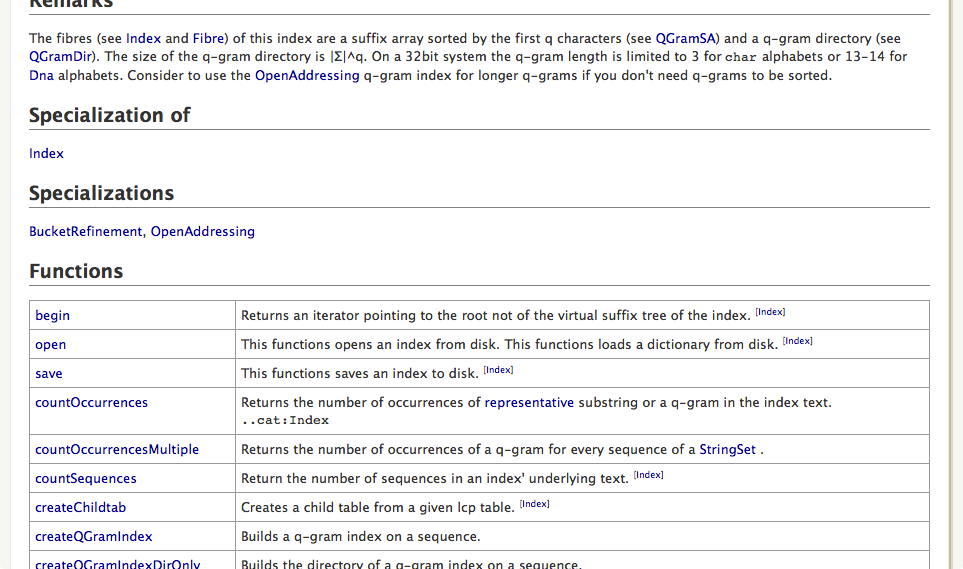 Remarks
The fibres (see Index and Fibre) of this index are a suffix array sorted by the first q characters (see QGramSA) and a q-gram directory (see
QGramDir). The size of the q-gram directory is |Σ|^q. On a 32bit system the q-gram length is limited to 3 for char alphabets or 13-14 for
Dna alphabets. Consider to use the OpenAddressing q-gram index for longer q-grams if you don't need q-grams to be sorted.
Specialization of
Index
Specializations
BucketRefinement, OpenAddressing
Functions
begin Returns an iterator pointing to the root not of the virtual suffix tree of the index. [Index]
open This functions opens an index from disk. This functions loads a dictionary from disk. [Index]
save This functions saves an index to disk. [Index]
countOccurrences Returns the number of occurrences of representative substring or a q-gram in the index text.
..cat:Index
countOccurrencesMultiple Returns the number of occurrences of a q-gram for every sequence of a StringSet .
countSequences Return the number of sequences in an index' underlying text. [Index]
createChildtab Creates a child table from a given lcp table. [Index]
createQGramIndex Builds a q-gram index on a sequence.
createQGramIndexDirOnly Builds the directory of a q-gram index on a sequence.